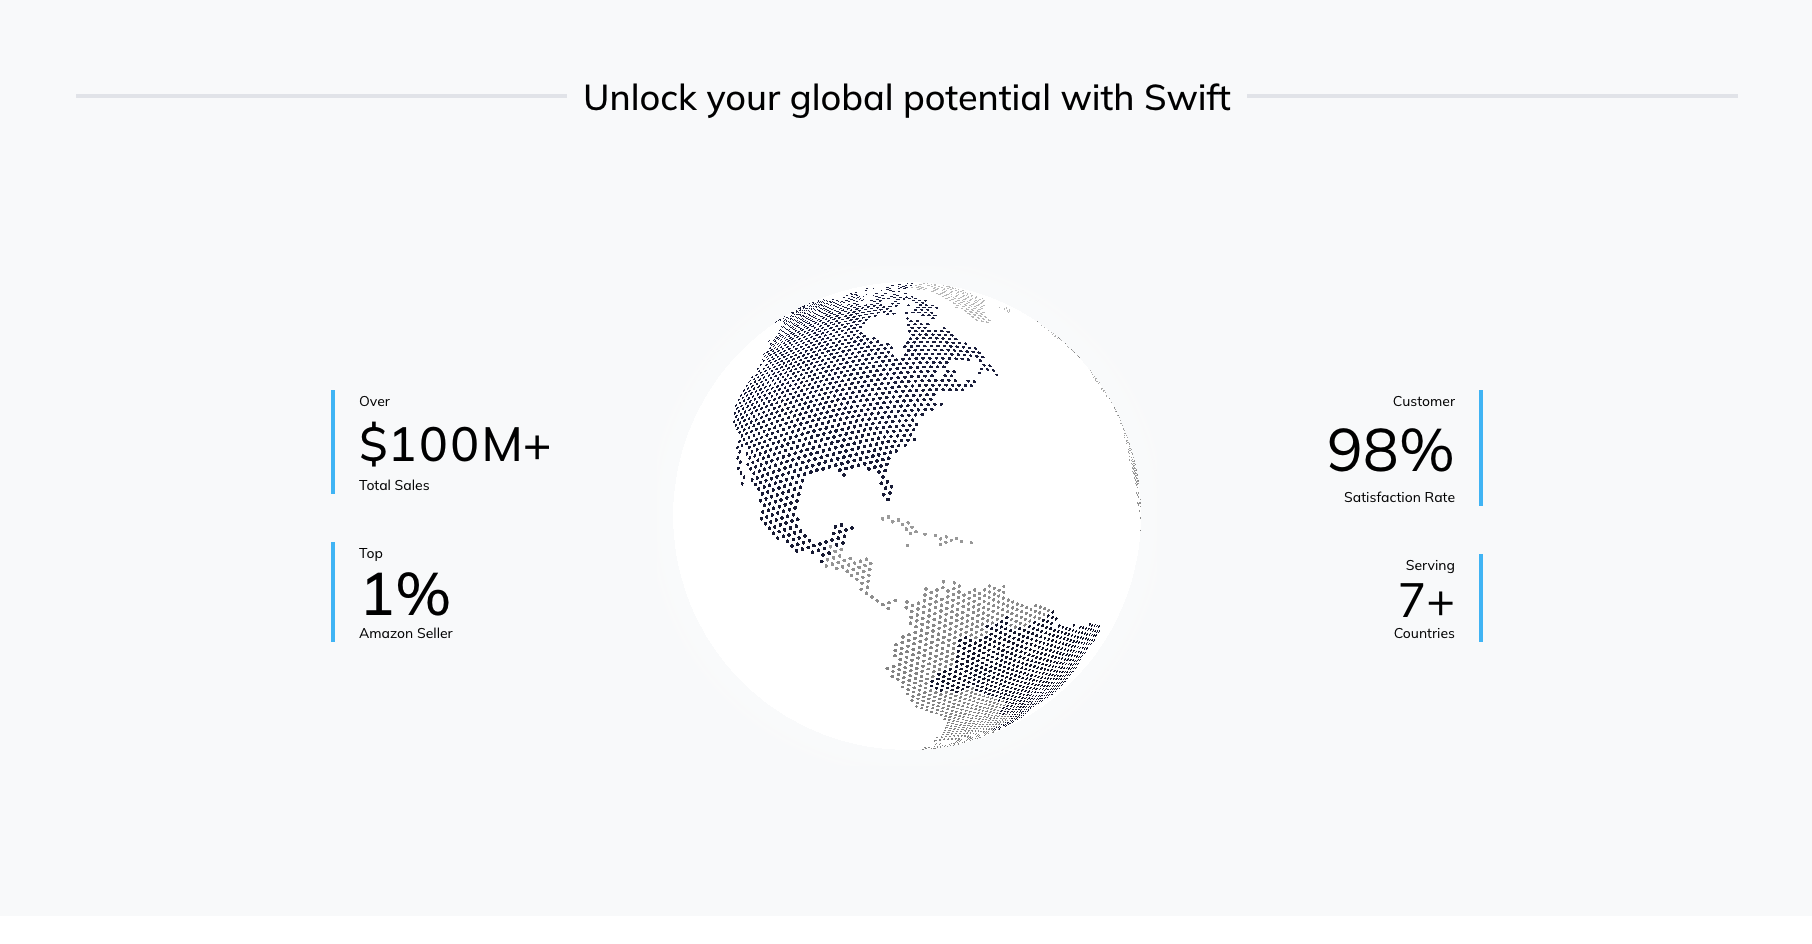 Unlock your global potential with Swift
Over
$100M+
Total Sales
Top
1%
Amazon Seller
Customer
98%
Satisfaction Rate
Serving
7+
Countries